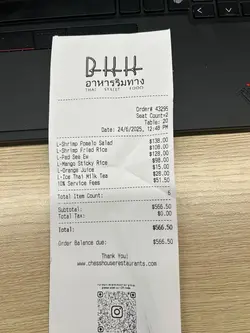 BHH
อาหารริมทาง
THAI STREET FOODS
Order# 43295
Seat Count=2
Table: 20
Date: 24/6/2025, 12:48 PM
L-Shrimp Pomelo Salad $138.00
L-Shrimp Fried Rice $108.00
L-Pad See Ew $128.00
L-Mango Sticky Rice $98.00
L-Orange Juice $15.00
L-Ice Thai Milk Tea $28.00
10% Service Fees $51.50
Total Item Count: 6
Subtotal: $566.50
Total Tax: $0.00
Total: $566.50
Order Balance due: $566.50
Thank You!
www.chesshouserestaurants.com